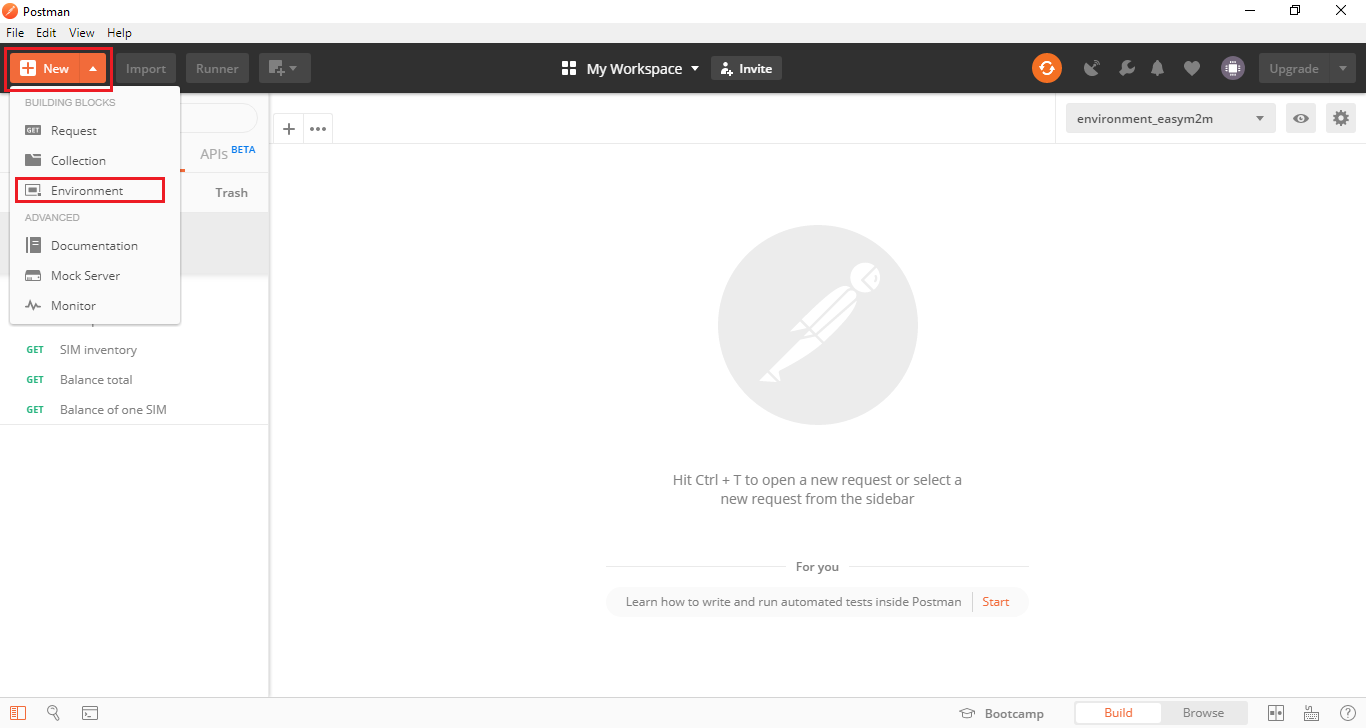 Postman
File Edit View Help
New Import Runner My Workspace Invite Upgrade
BUILDING BLOCKS
GET Request
Collection
Environment
ADVANCED
Documentation
Mock Server
Monitor
APIs BETA
Trash
environment_easym2m
GET SIM inventory
GET Balance total
GET Balance of one SIM
Hit Ctrl + T to open a new request or select a
new request from the sidebar
For you
Learn how to write and run automated tests inside Postman Start
Bootcamp Build Browse